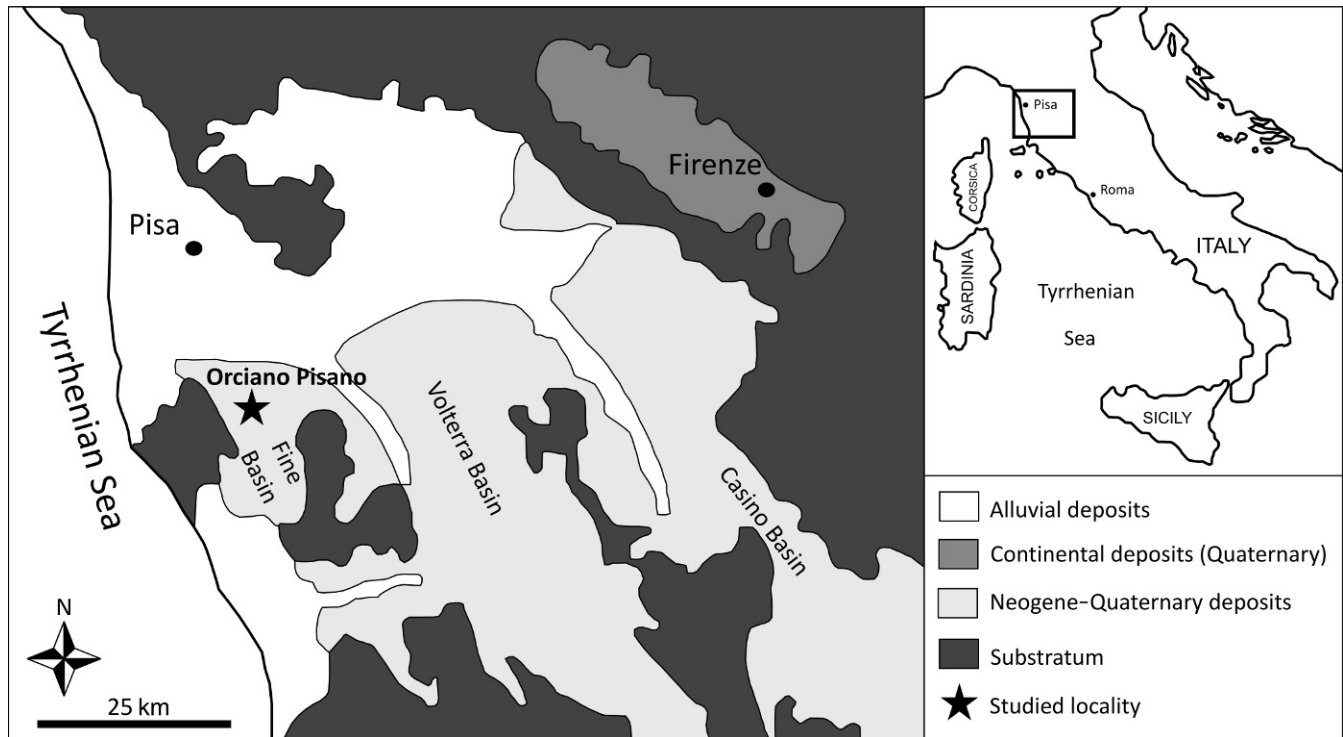 Firenze
Pisa
Tyrrhenian Sea
Orciano Pisano
Fine
Basin
Volterra Basin
Casino Basin
N
25 km
Pisa
CORSICA
Roma
ITALY
SARDINIA
Tyrrhenian
Sea
SICILY
Alluvial deposits
Continental deposits (Quaternary)
Neogene–Quaternary deposits
Substratum
Studied locality